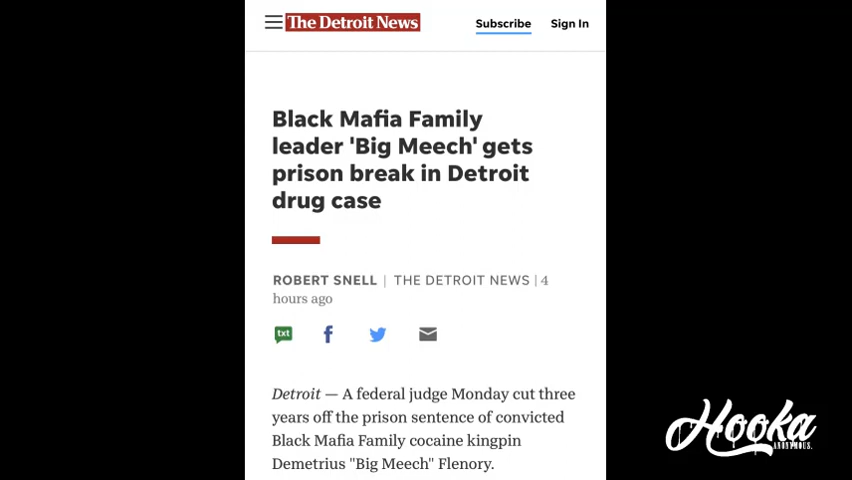 The Detroit News
Subscribe
Sign In
Black Mafia Family
leader 'Big Meech' gets
prison break in Detroit
drug case
ROBERT SNELL | THE DETROIT NEWS | 4
hours ago
txt
Detroit — A federal judge Monday cut three
years off the prison sentence of convicted
Black Mafia Family cocaine kingpin
Demetrius "Big Meech" Flenory.
Hooka
ANONYMOUS.